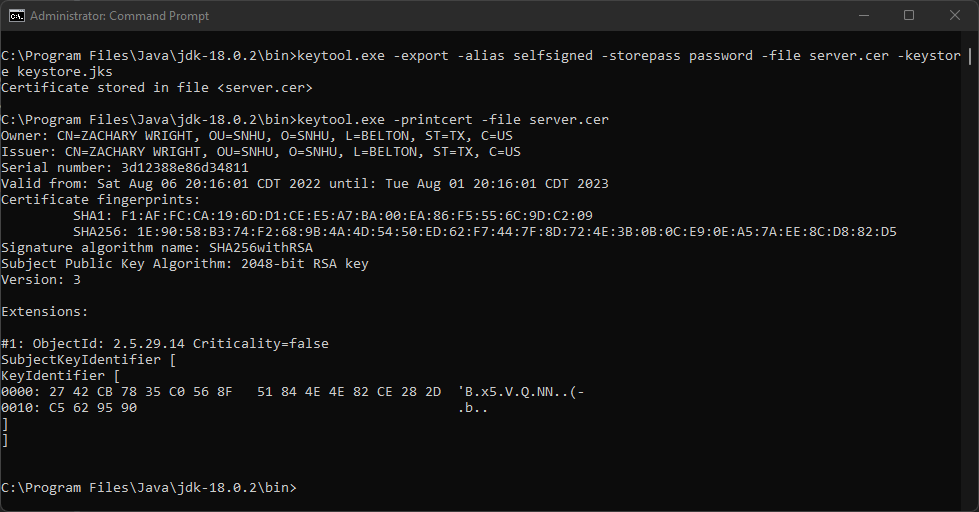 Administrator: Command Prompt
C:\Program Files\Java\jdk-18.0.2\bin>keytool.exe -export -alias selfsigned -storepass password -file server.cer -keystor
e keystore.jks
Certificate stored in file <server.cer>
C:\Program Files\Java\jdk-18.0.2\bin>keytool.exe -printcert -file server.cer
Owner: CN=ZACHARY WRIGHT, OU=SNHU, O=SNHU, L=BELTON, ST=TX, C=US
Issuer: CN=ZACHARY WRIGHT, OU=SNHU, O=SNHU, L=BELTON, ST=TX, C=US
Serial number: 3d12388e86d34811
Valid from: Sat Aug 06 20:16:01 CDT 2022 until: Tue Aug 01 20:16:01 CDT 2023
Certificate fingerprints:
         SHA1: F1:AF:FC:CA:19:6D:D1:CE:E5:A7:BA:00:EA:86:F5:55:6C:9D:C2:09
         SHA256: 1E:90:58:B3:74:F2:68:9B:4A:4D:54:50:ED:62:F7:44:7F:8D:72:4E:3B:0B:0C:E9:0E:A5:7A:EE:8C:D8:82:D5
Signature algorithm name: SHA256withRSA
Subject Public Key Algorithm: 2048-bit RSA key
Version: 3
Extensions:
#1: ObjectId: 2.5.29.14 Criticality=false
SubjectKeyIdentifier [
KeyIdentifier [
0000: 27 42 CB 78 35 C0 56 8F   51 84 4E 4E 82 CE 28 2D  'B.x5.V.Q.NN..(-
0010: C5 62 95 90                                        .b..
]
]
C:\Program Files\Java\jdk-18.0.2\bin>